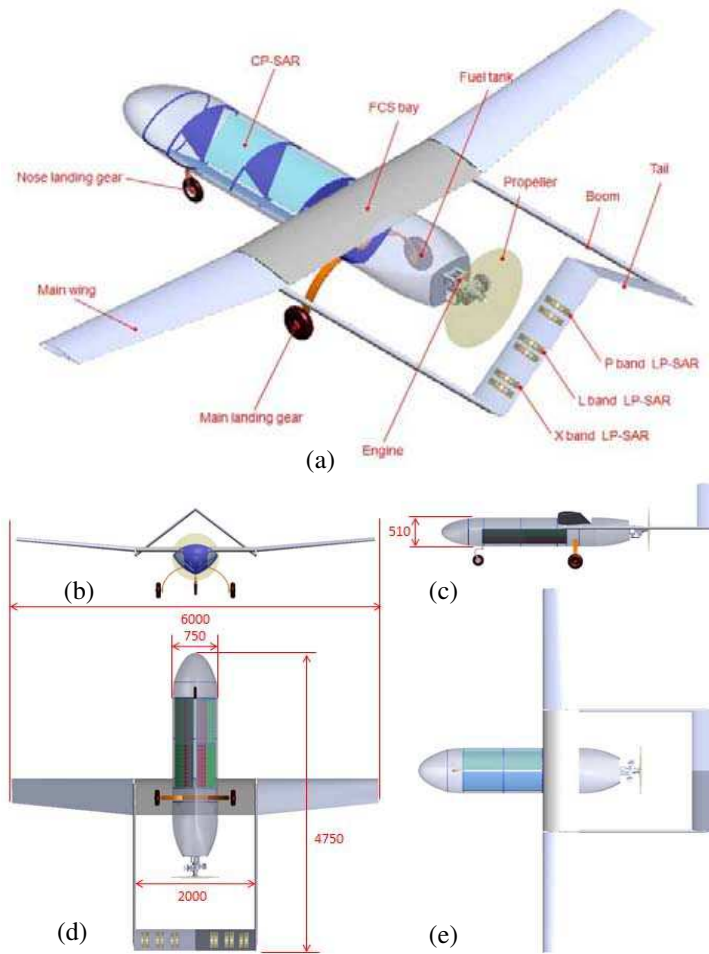 CP-SAR
Fuel tank
FCS bay
Tail
Nose landing gear
Propeller
Boom
Main wing
P band LP-SAR
L band LP-SAR
Main landing gear
X band LP-SAR
Engine
(a)
510
(b)
(c)
6000
750
4750
2000
(d)
(e)